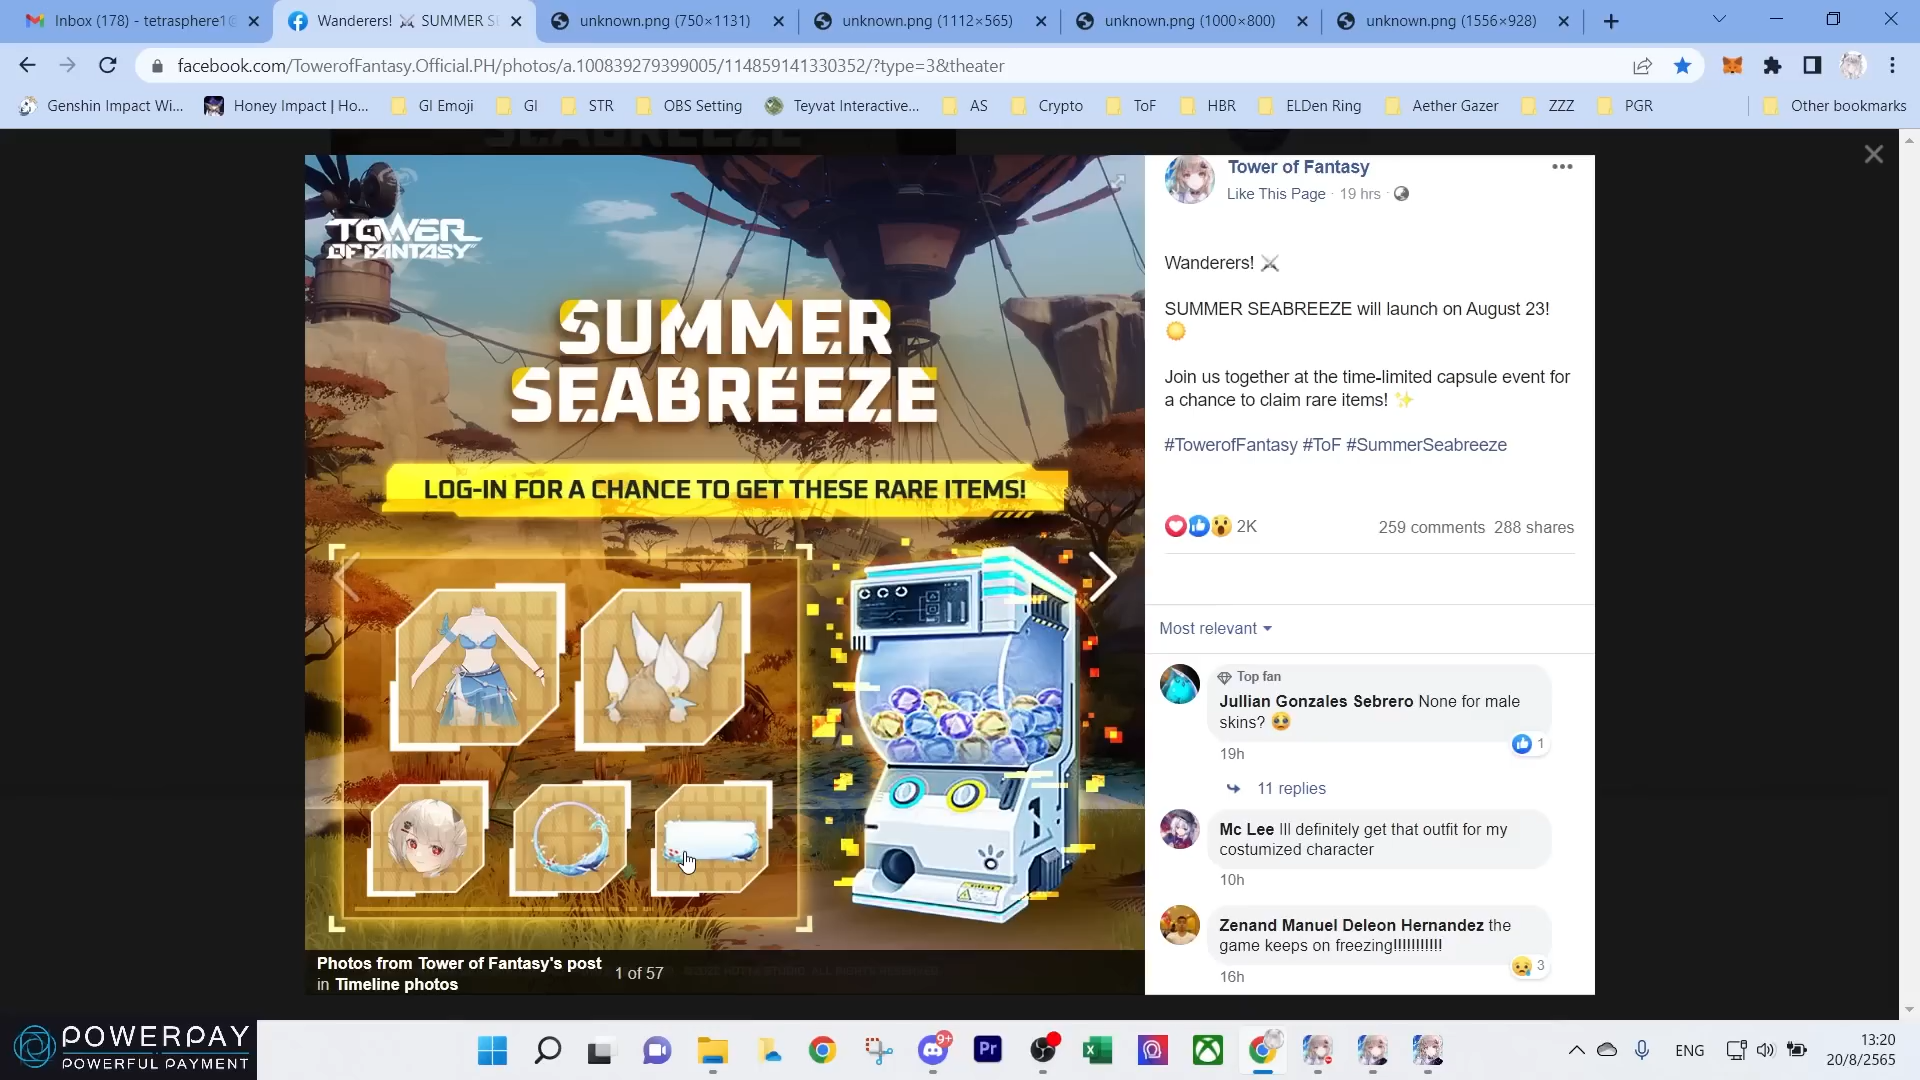 Inbox (178) - tetrasphere1@
Wanderers! ⚔ SUMMER S
unknown.png (750×1131)
unknown.png (1112×565)
unknown.png (1000×800)
unknown.png (1556×928)
facebook.com/TowerofFantasy.Official.PH/photos/a.100839279399005/114859141330352/?type=3&theater
Genshin Impact Wi...
Honey Impact | Ho...
GI Emoji
GI
STR
OBS Setting
Teyvat Interactive...
AS
Crypto
ToF
HBR
ELDen Ring
Aether Gazer
ZZZ
PGR
Other bookmarks
SEABREEZE
TOWER
OF FANTASY
SUMMER
SEABREEZE
LOG-IN FOR A CHANCE TO GET THESE RARE ITEMS!
1
Photos from Tower of Fantasy's post
in Timeline photos
1 of 57
Tower of Fantasy
Like This Page · 19 hrs ·
Wanderers! ⚔
SUMMER SEABREEZE will launch on August 23!
🌞
Join us together at the time-limited capsule event for
a chance to claim rare items! ✨
#TowerofFantasy #ToF #SummerSeabreeze
2K
259 comments 288 shares
Most relevant
Top fan
Jullian Gonzales Sebrero None for male
skins? 🥺
1
19h
11 replies
Mc Lee Ill definitely get that outfit for my
costumized character
10h
Zenand Manuel Deleon Hernandez the
game keeps on freezing!!!!!!!!!!!
3
16h
POWERPAY
POWERFUL PAYMENT
9+
Pr
ENG
13:20
20/8/2565